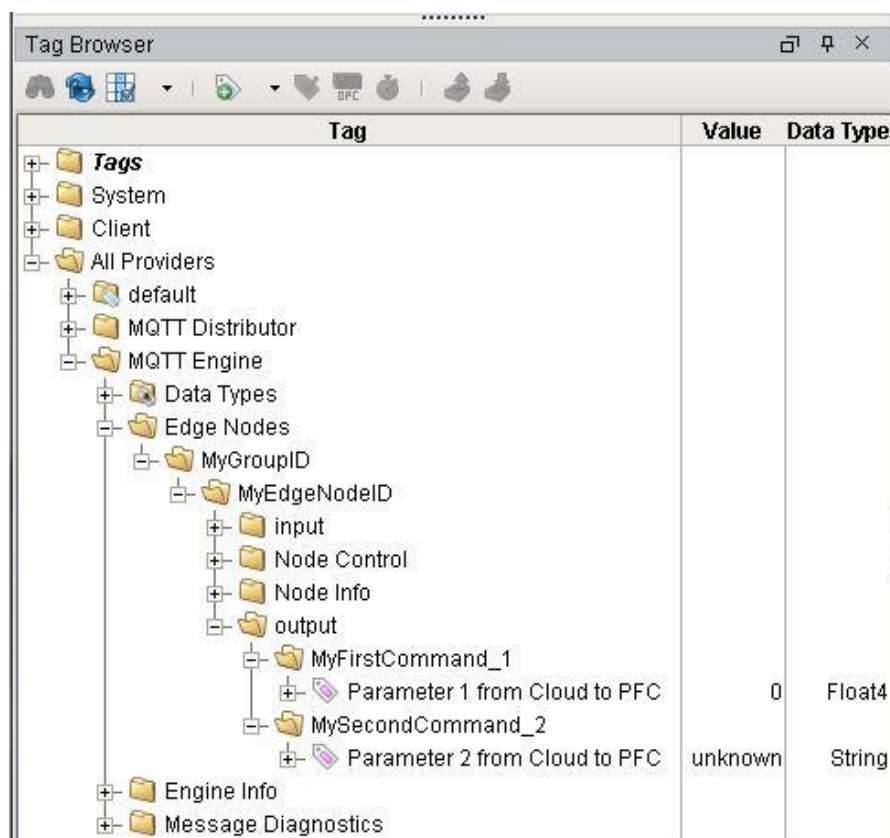 Tag Browser
OPC
Tag Value Data Type
Tags
System
Client
All Providers
default
MQTT Distributor
MQTT Engine
Data Types
Edge Nodes
MyGroupID
MyEdgeNodeID
input
Node Control
Node Info
output
MyFirstCommand_1
Parameter 1 from Cloud to PFC 0 Float4
MySecondCommand_2
Parameter 2 from Cloud to PFC unknown String
Engine Info
Message Diagnostics